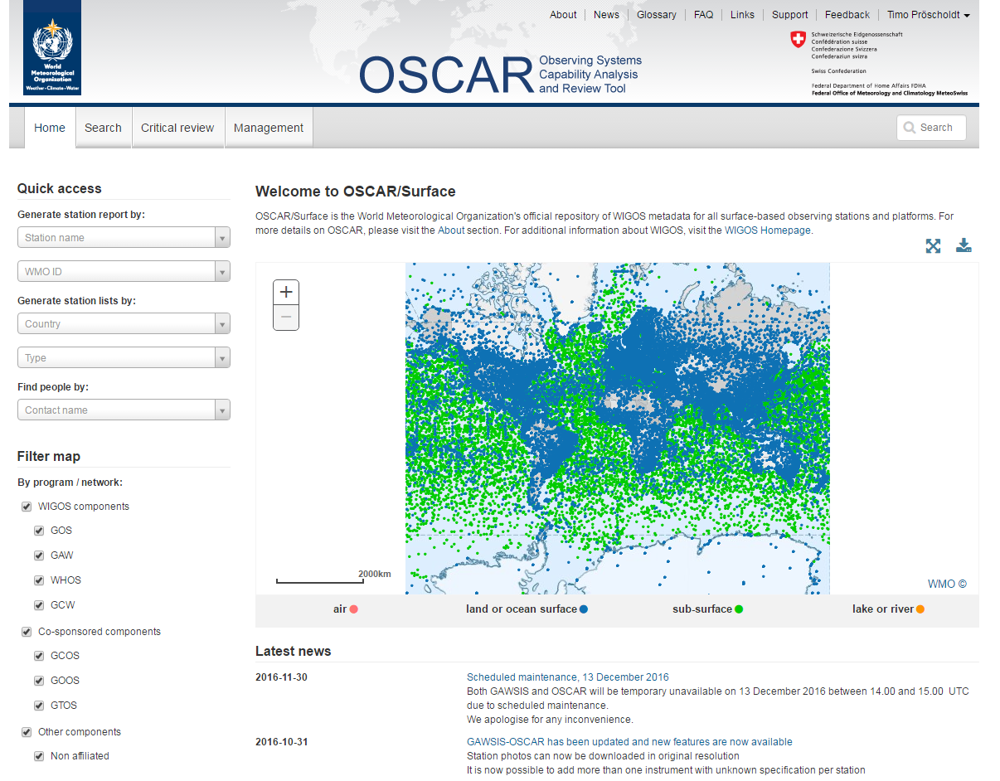 World
Meteorological
Organization
Weather · Climate · Water
About
News
Glossary
FAQ
Links
Support
Feedback
Timo Pröscholdt
OSCAR
Observing Systems
Capability Analysis
and Review Tool
Schweizerische Eidgenossenschaft
Confédération suisse
Confederazione Svizzera
Confederaziun svizra
Swiss Confederation
Federal Department of Home Affairs FDHA
Federal Office of Meteorology and Climatology MeteoSwiss
Home
Search
Critical review
Management
Search
Quick access
Generate station report by:
Station name
WMO ID
Generate station lists by:
Country
Type
Find people by:
Contact name
Filter map
By program / network:
WIGOS components
GOS
GAW
WHOS
GCW
Co-sponsored components
GCOS
GOOS
GTOS
Other components
Non affiliated
Welcome to OSCAR/Surface
OSCAR/Surface is the World Meteorological Organization's official repository of WIGOS metadata for all surface-based observing stations and platforms. For
more details on OSCAR, please visit the About section. For additional information about WIGOS, visit the WIGOS Homepage.
+
−
2000km
WMO ©
air
land or ocean surface
sub-surface
lake or river
Latest news
2016-11-30
Scheduled maintenance, 13 December 2016
Both GAWSIS and OSCAR will be temporary unavailable on 13 December 2016 between 14.00 and 15.00 UTC
due to scheduled maintenance.
We apologise for any inconvenience.
2016-10-31
GAWSIS-OSCAR has been updated and new features are now available
Station photos can now be downloaded in original resolution
It is now possible to add more than one instrument with unknown specification per station